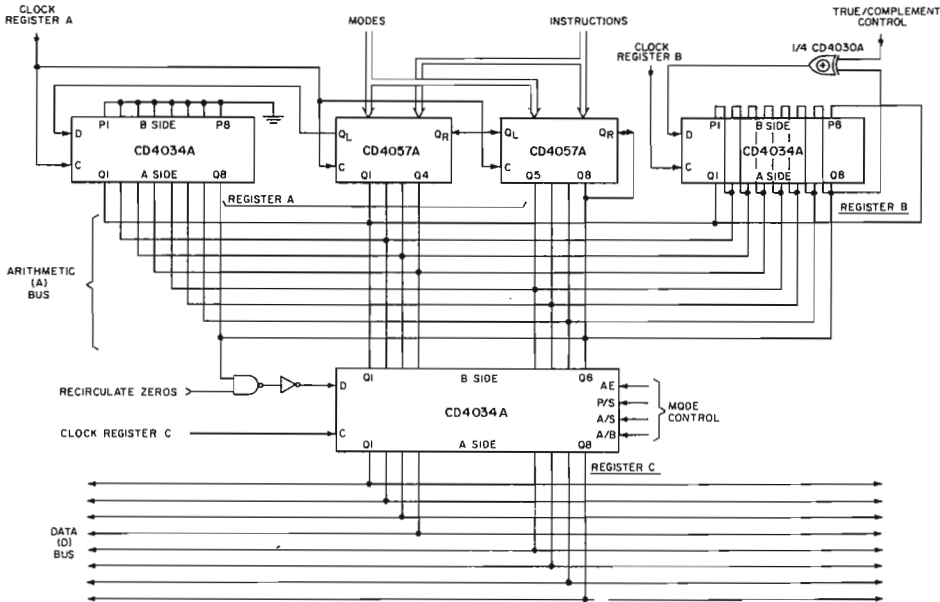 CLOCK
REGISTER A
MODES
INSTRUCTIONS
TRUE/COMPLEMENT
CONTROL
CLOCK
REGISTER B
1/4 CD4030A
P1 B SIDE P8
D
CD4034A
C
Q1 A SIDE Q8
QL QR
CD4057A
C
Q1 Q4
QL QR
CD4057A
C
Q5 Q8
P1 B SIDE P8
D
CD4034A
C
Q1 A SIDE Q8
REGISTER A
REGISTER B
ARITHMETIC
(A)
BUS
RECIRCULATE ZEROS
CLOCK REGISTER C
Q1 B SIDE Q8
D
CD4034A
C
AE
P/S
A/S
A/B
MODE
CONTROL
Q1 A SIDE Q8
REGISTER C
DATA
(D)
BUS